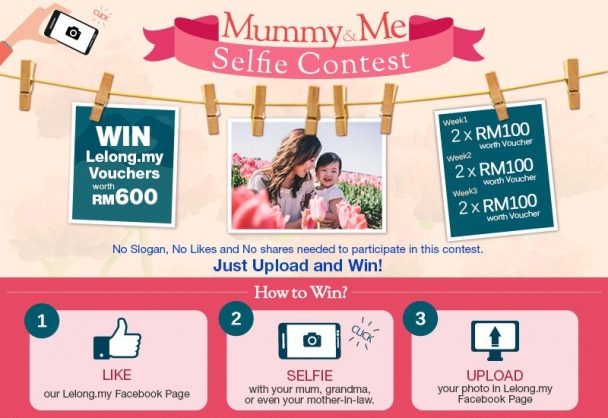 CLICK
Mummy & Me
Selfie Contest
WIN
Lelong.my
Vouchers
worth
RM600
Week1
2 x RM100
worth Voucher
Week2
2 x RM100
worth Voucher
Week3
2 x RM100
worth Voucher
No Slogan, No Likes and No shares needed to participate in this contest.
Just Upload and Win!
How to Win?
1
LIKE
our Lelong.my Facebook Page
2
CLICK
SELFIE
with your mum, grandma,
or even your mother-in-law.
3
UPLOAD
your photo in Lelong.my
Facebook Page